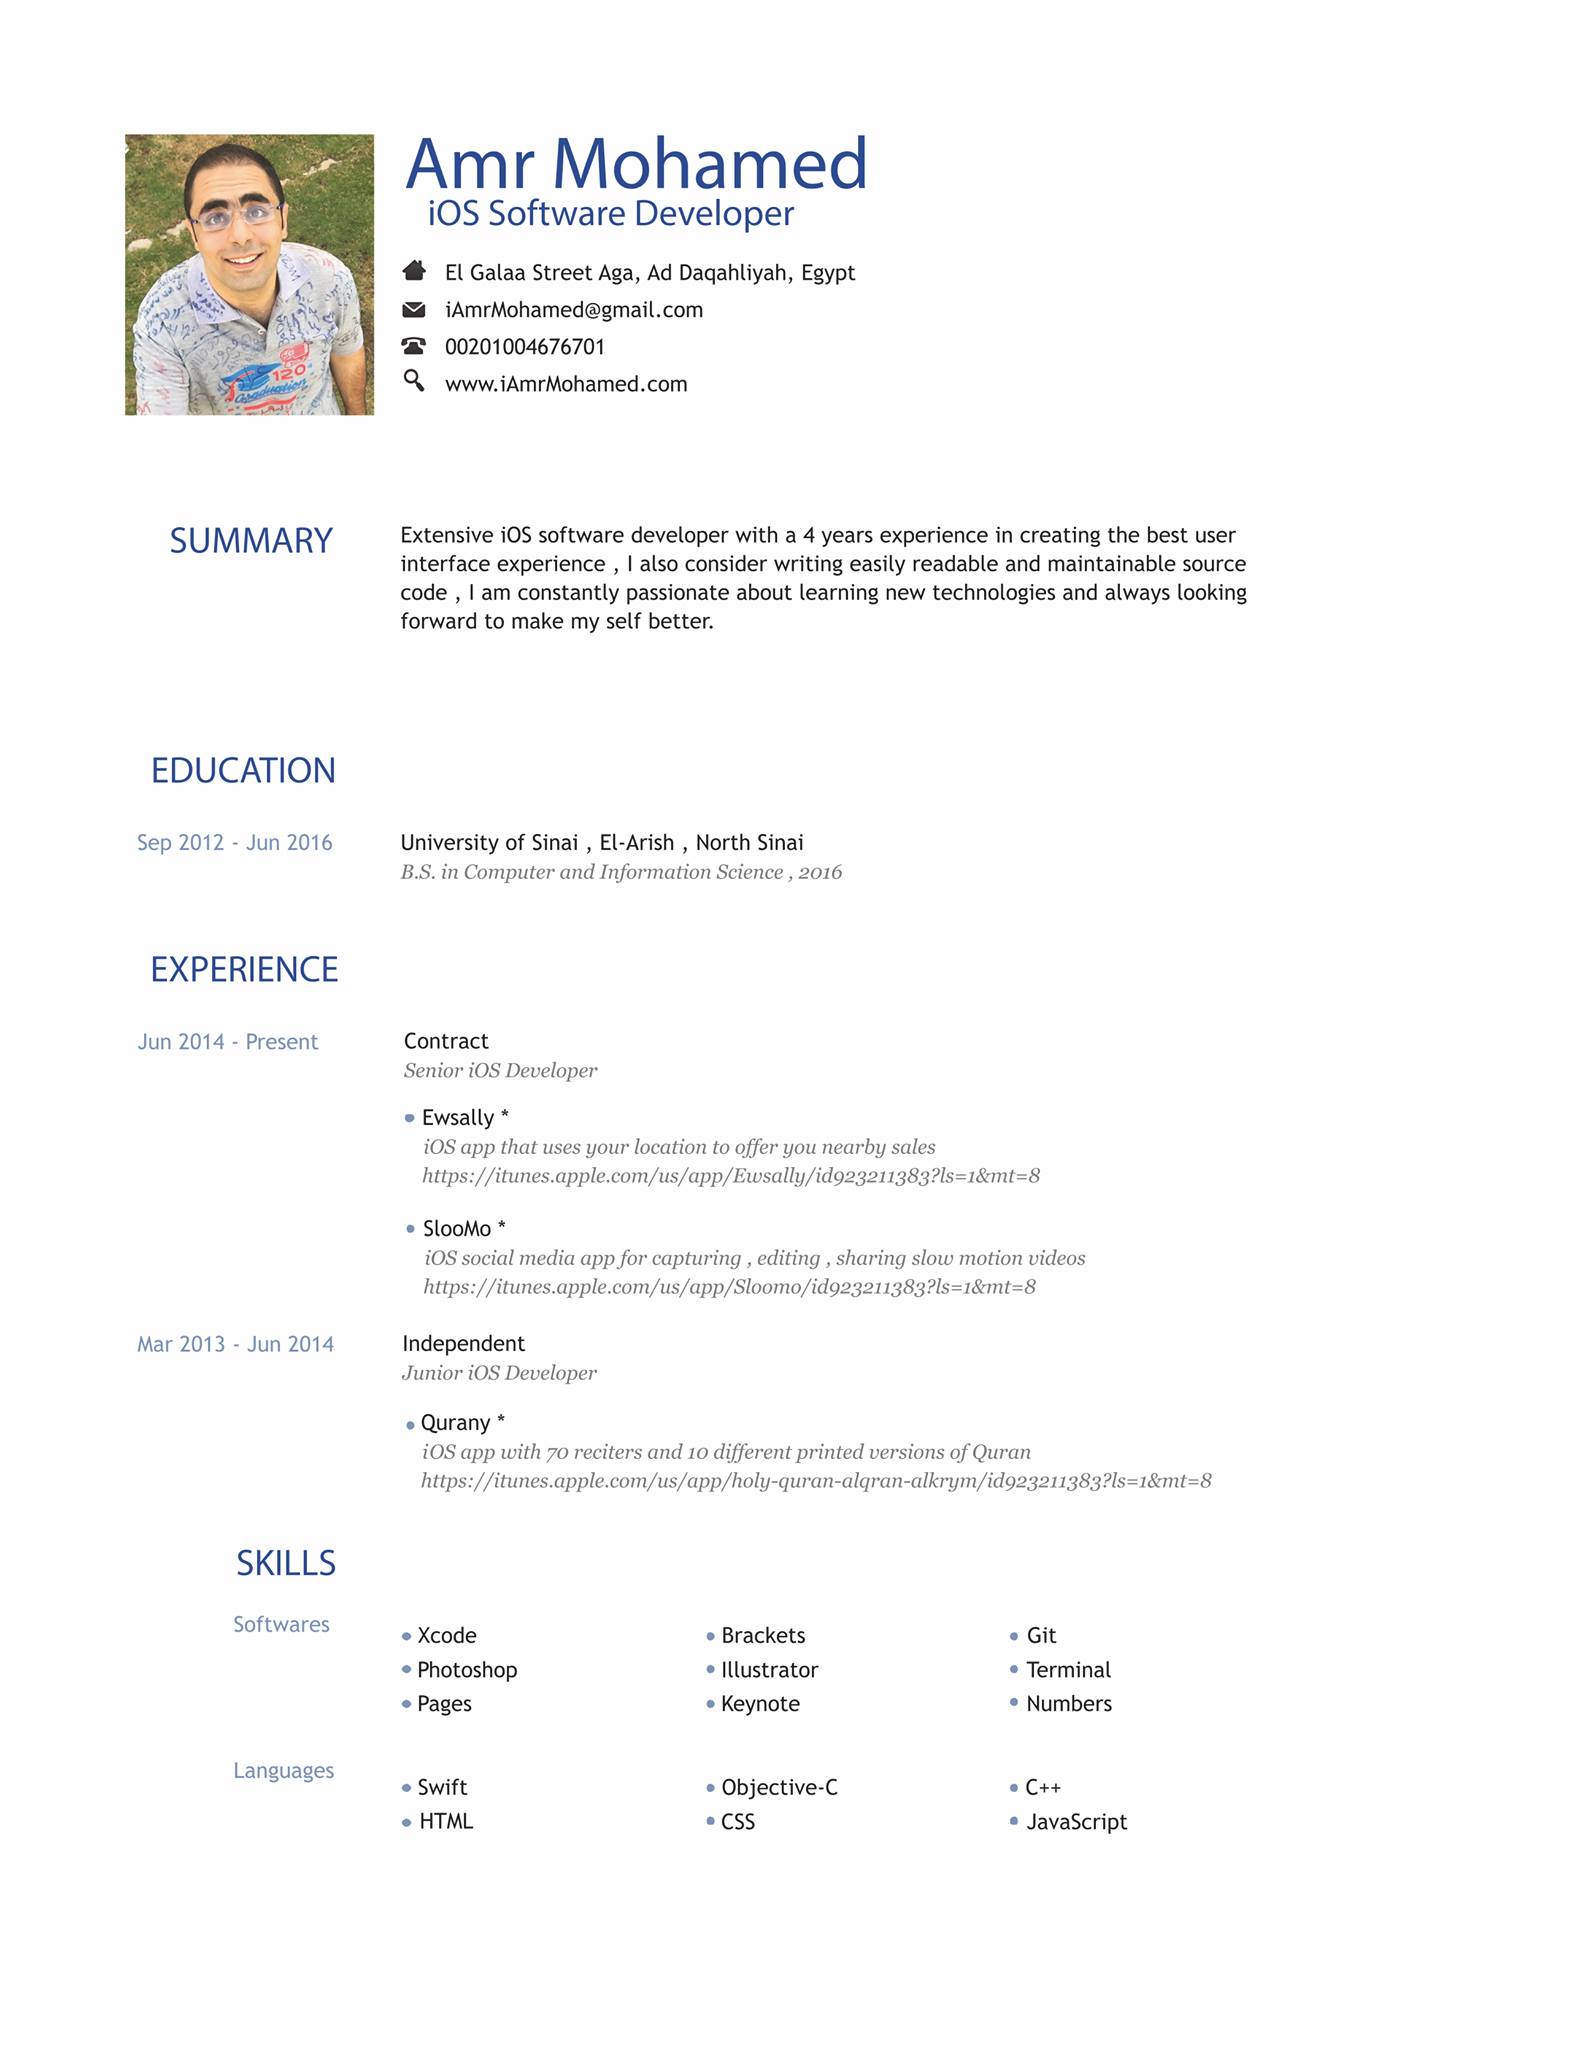 Amr Mohamed
iOS Software Developer
El Galaa Street Aga, Ad Daqahliyah, Egypt
iAmrMohamed@gmail.com
00201004676701
www.iAmrMohamed.com
120
Graduation
SUMMARY
Extensive iOS software developer with a 4 years experience in creating the best user
interface experience , I also consider writing easily readable and maintainable source
code , I am constantly passionate about learning new technologies and always looking
forward to make my self better.
EDUCATION
Sep 2012 - Jun 2016
University of Sinai , El-Arish , North Sinai
B.S. in Computer and Information Science , 2016
EXPERIENCE
Jun 2014 - Present
Contract
Senior iOS Developer
• Ewsally *
iOS app that uses your location to offer you nearby sales
https://itunes.apple.com/us/app/Ewsally/id923211383?ls=1&mt=8
• SlooMo *
iOS social media app for capturing , editing , sharing slow motion videos
https://itunes.apple.com/us/app/Sloomo/id923211383?ls=1&mt=8
Mar 2013 - Jun 2014
Independent
Junior iOS Developer
• Qurany *
iOS app with 70 reciters and 10 different printed versions of Quran
https://itunes.apple.com/us/app/holy-quran-alqran-alkrym/id923211383?ls=1&mt=8
SKILLS
Softwares
• Xcode • Brackets • Git
• Photoshop • Illustrator • Terminal
• Pages • Keynote • Numbers
Languages
• Swift • Objective-C • C++
• HTML • CSS • JavaScript